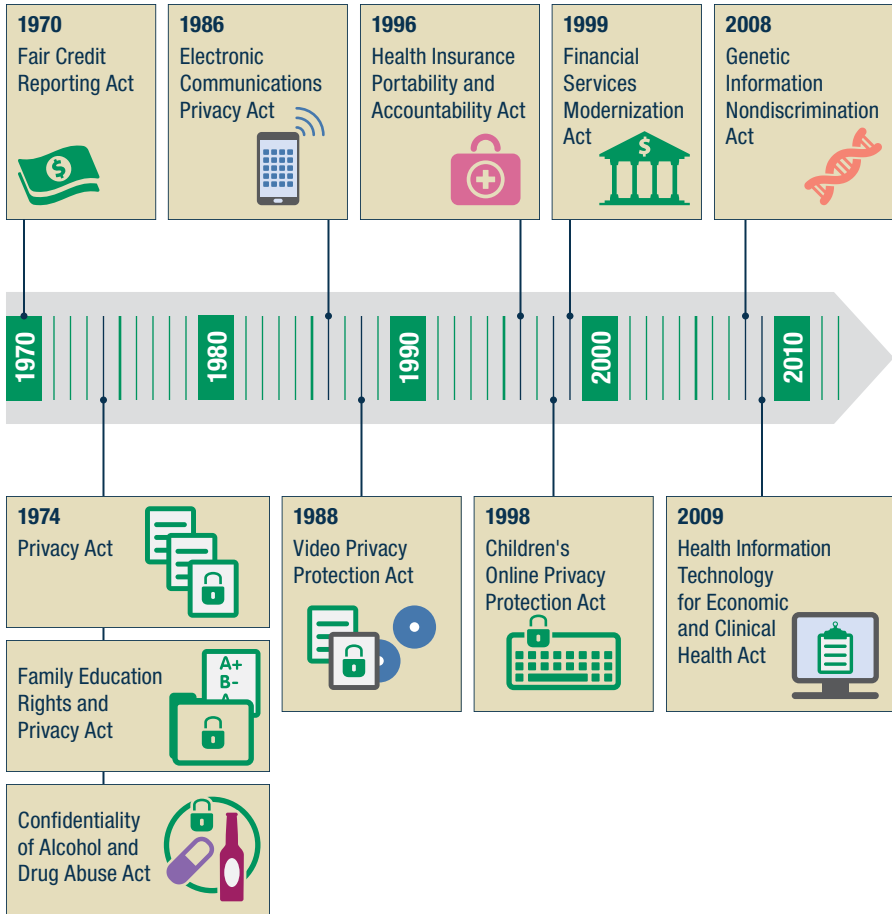 1970
Fair Credit
Reporting Act
$
1986
Electronic
Communications
Privacy Act
1996
Health Insurance
Portability and
Accountability Act
1999
Financial
Services
Modernization
Act
$
2008
Genetic
Information
Nondiscrimination
Act
1970
1980
1990
2000
2010
1974
Privacy Act
Family Education
Rights and
Privacy Act
A+
B-
A
Confidentiality
of Alcohol and
Drug Abuse Act
1988
Video Privacy
Protection Act
1998
Children's
Online Privacy
Protection Act
2009
Health Information
Technology
for Economic
and Clinical
Health Act